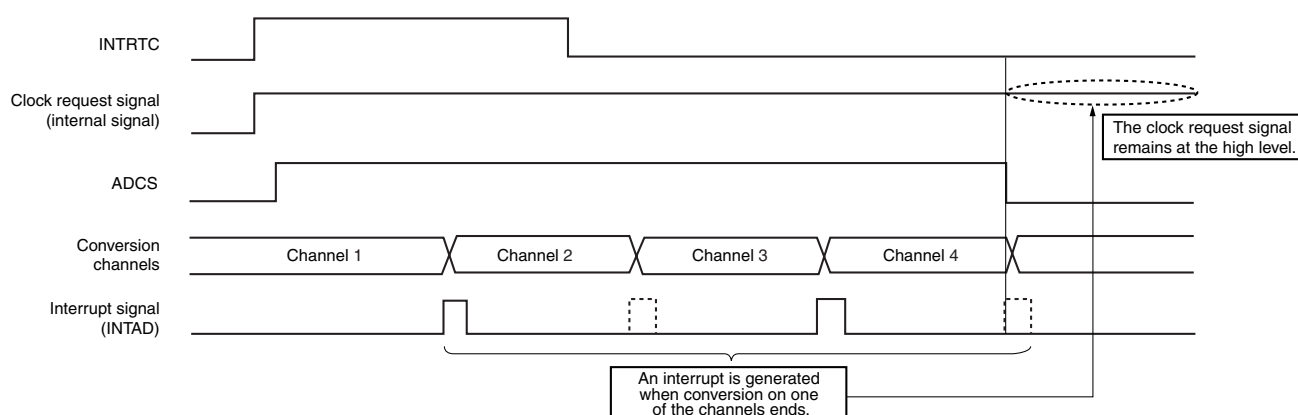 INTRTC
Clock request signal
(internal signal)
The clock request signal
remains at the high level.
ADCS
Conversion
channels
Channel 1
Channel 2
Channel 3
Channel 4
Interrupt signal
(INTAD)
An interrupt is generated
when conversion on one
of the channels ends.